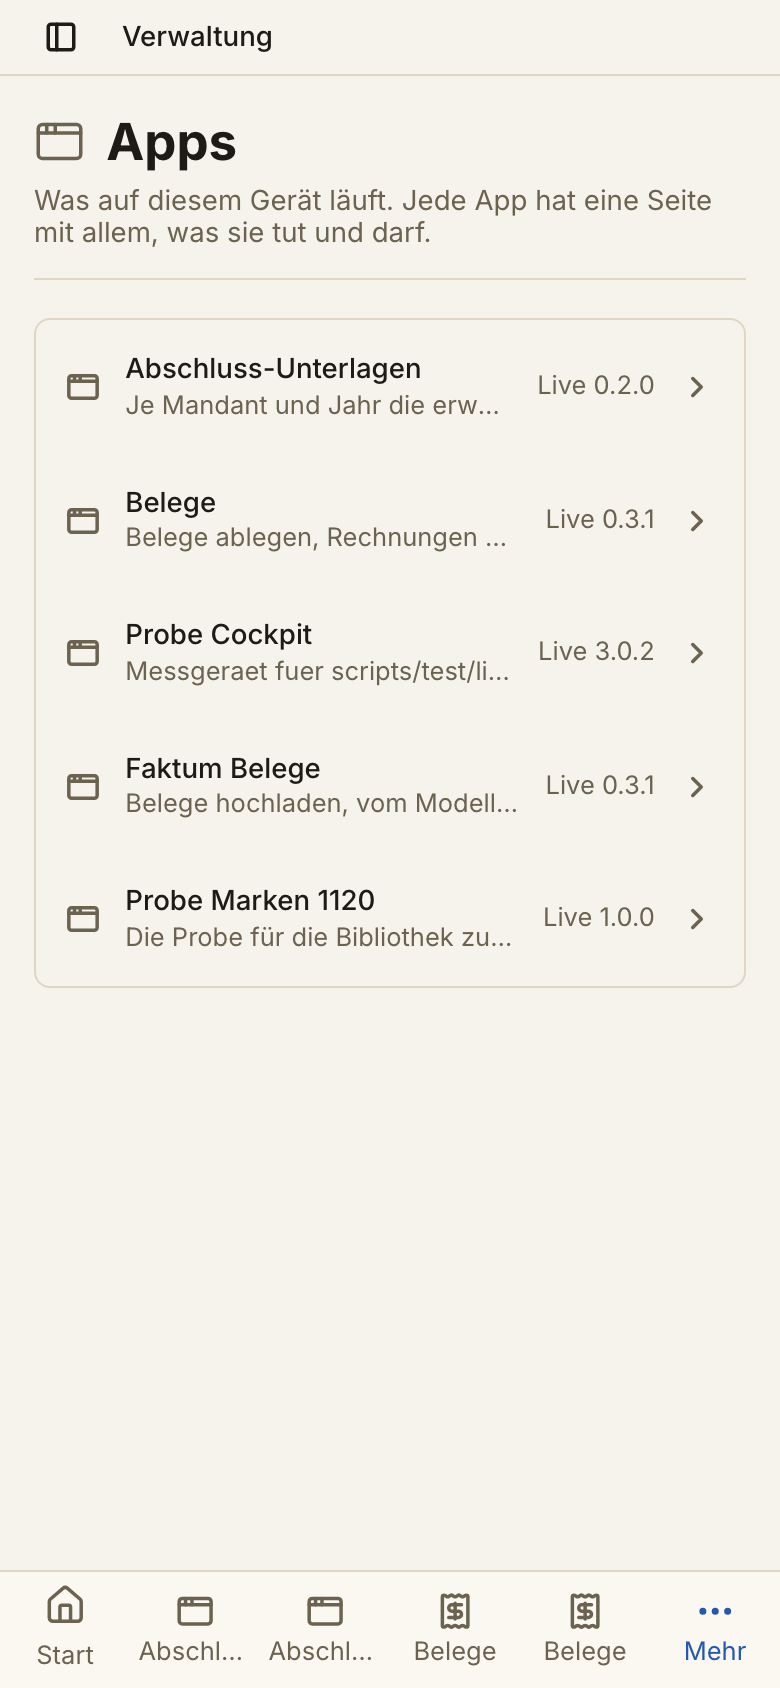 Verwaltung
Apps
Was auf diesem Gerät läuft. Jede App hat eine Seite
mit allem, was sie tut und darf.
Abschluss-Unterlagen
Je Mandant und Jahr die erw...
Live 0.2.0
Belege
Belege ablegen, Rechnungen ...
Live 0.3.1
Probe Cockpit
Messgeraet fuer scripts/test/li...
Live 3.0.2
Faktum Belege
Belege hochladen, vom Modell...
Live 0.3.1
Probe Marken 1120
Die Probe für die Bibliothek zu...
Live 1.0.0
Start
Abschl...
Abschl...
Belege
Belege
Mehr